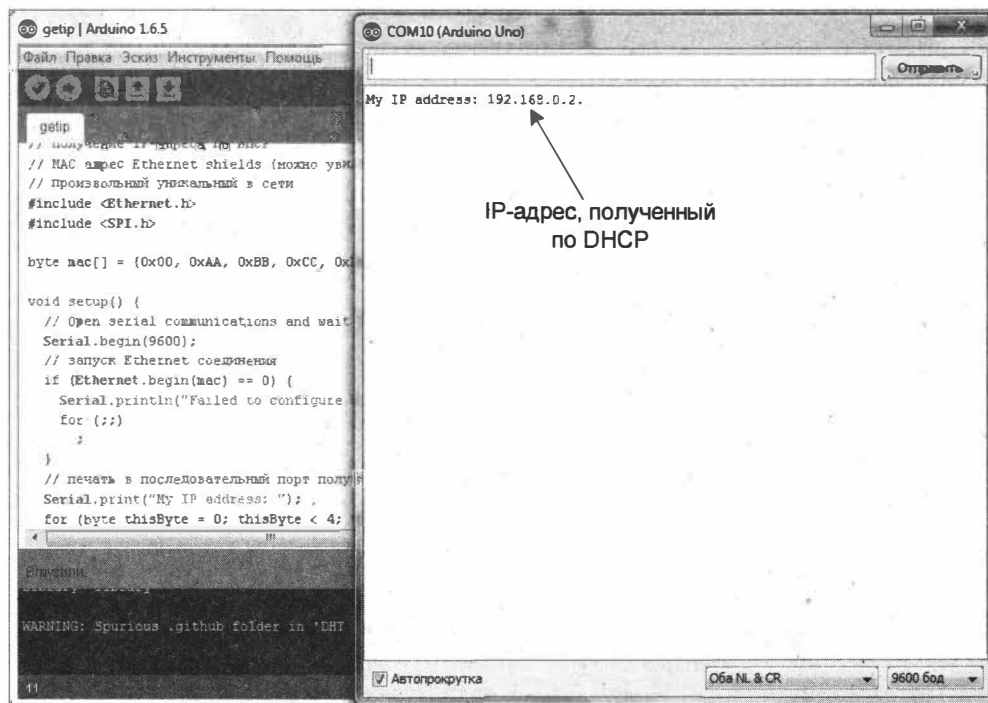 getip | Arduino 1.6.5
Файл Правка Эскиз Инструменты Помощь
getip
// получение IP-адреса по DHCP
// MAC адрес Ethernet shields (можно уви
// Произвольный уникальный в сети
#include <Ethernet.h>
#include <SPI.h>
byte mac[] = {0x00, 0xAA, 0xBB, 0xCC, 0x
void setup() {
// Open serial communications and wait
Serial.begin(9600);
// запуск Ethernet соединения
if (Ethernet.begin(mac) == 0) {
Serial.println("Failed to configure
for (;;)
;
}
// печать в последовательный порт полу
Serial.print("My IP address: ");
for (byte thisByte = 0; thisByte < 4;
WARNING: Spurious .github folder in 'DHT
11
COM10 (Arduino Uno)
Отправить
My IP address: 192.168.0.2.
IP-адрес, полученный
по DHCP
Автопрокрутка
Оба NL & CR
9600 бод